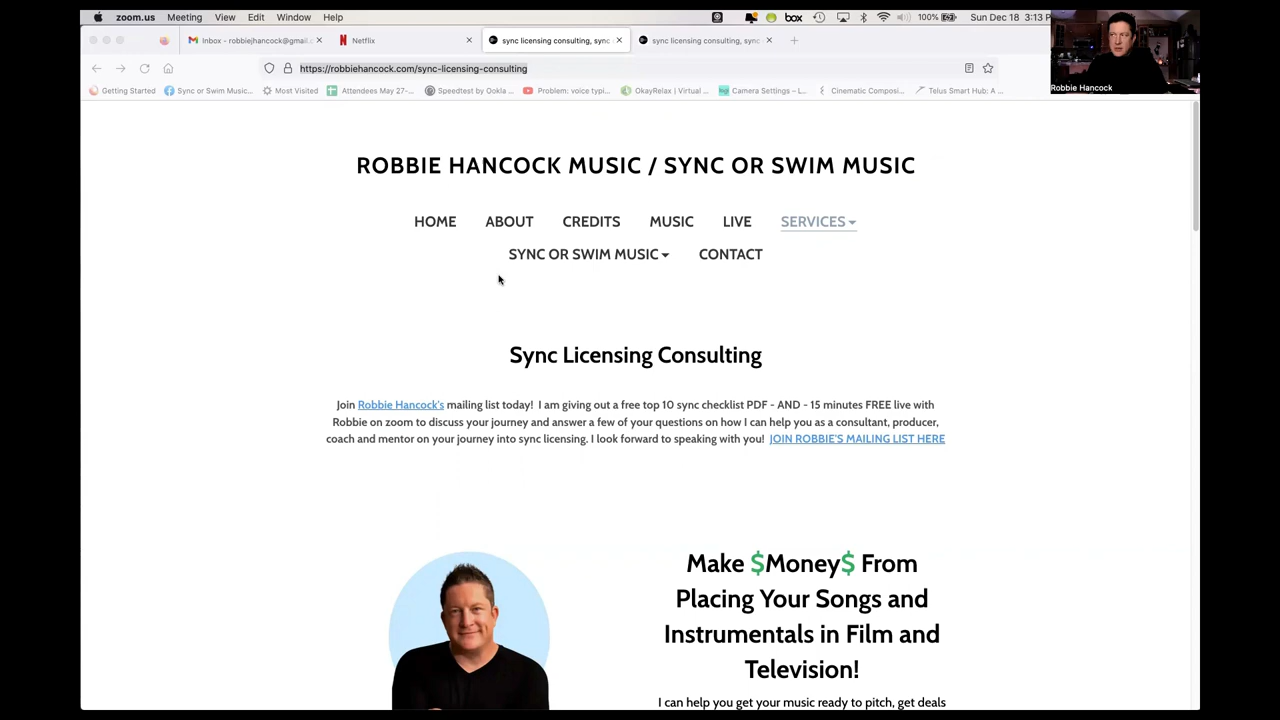 zoom.us Meeting View Edit Window Help
box 100% Sun Dec 18 3:13 P
Inbox - robbiejhancock@gmail.
Netflix
sync licensing consulting, sync
sync licensing consulting, sync
https://robbiehancock.com/sync-licensing-consulting
Robbie Hancock
Getting Started Sync or Swim Music... Most Visited Attendees May 27-... Speedtest by Ookla ... Problem: voice typi... OkayRelax | Virtual ... Camera Settings – L... Cinematic Composi... Telus Smart Hub: A ...
ROBBIE HANCOCK MUSIC / SYNC OR SWIM MUSIC
HOME ABOUT CREDITS MUSIC LIVE SERVICES
SYNC OR SWIM MUSIC CONTACT
Sync Licensing Consulting
Join Robbie Hancock's mailing list today! I am giving out a free top 10 sync checklist PDF - AND - 15 minutes FREE live with
Robbie on zoom to discuss your journey and answer a few of your questions on how I can help you as a consultant, producer,
coach and mentor on your journey into sync licensing. I look forward to speaking with you! JOIN ROBBIE'S MAILING LIST HERE
Make $Money$ From
Placing Your Songs and
Instrumentals in Film and
Television!
I can help you get your music ready to pitch, get deals